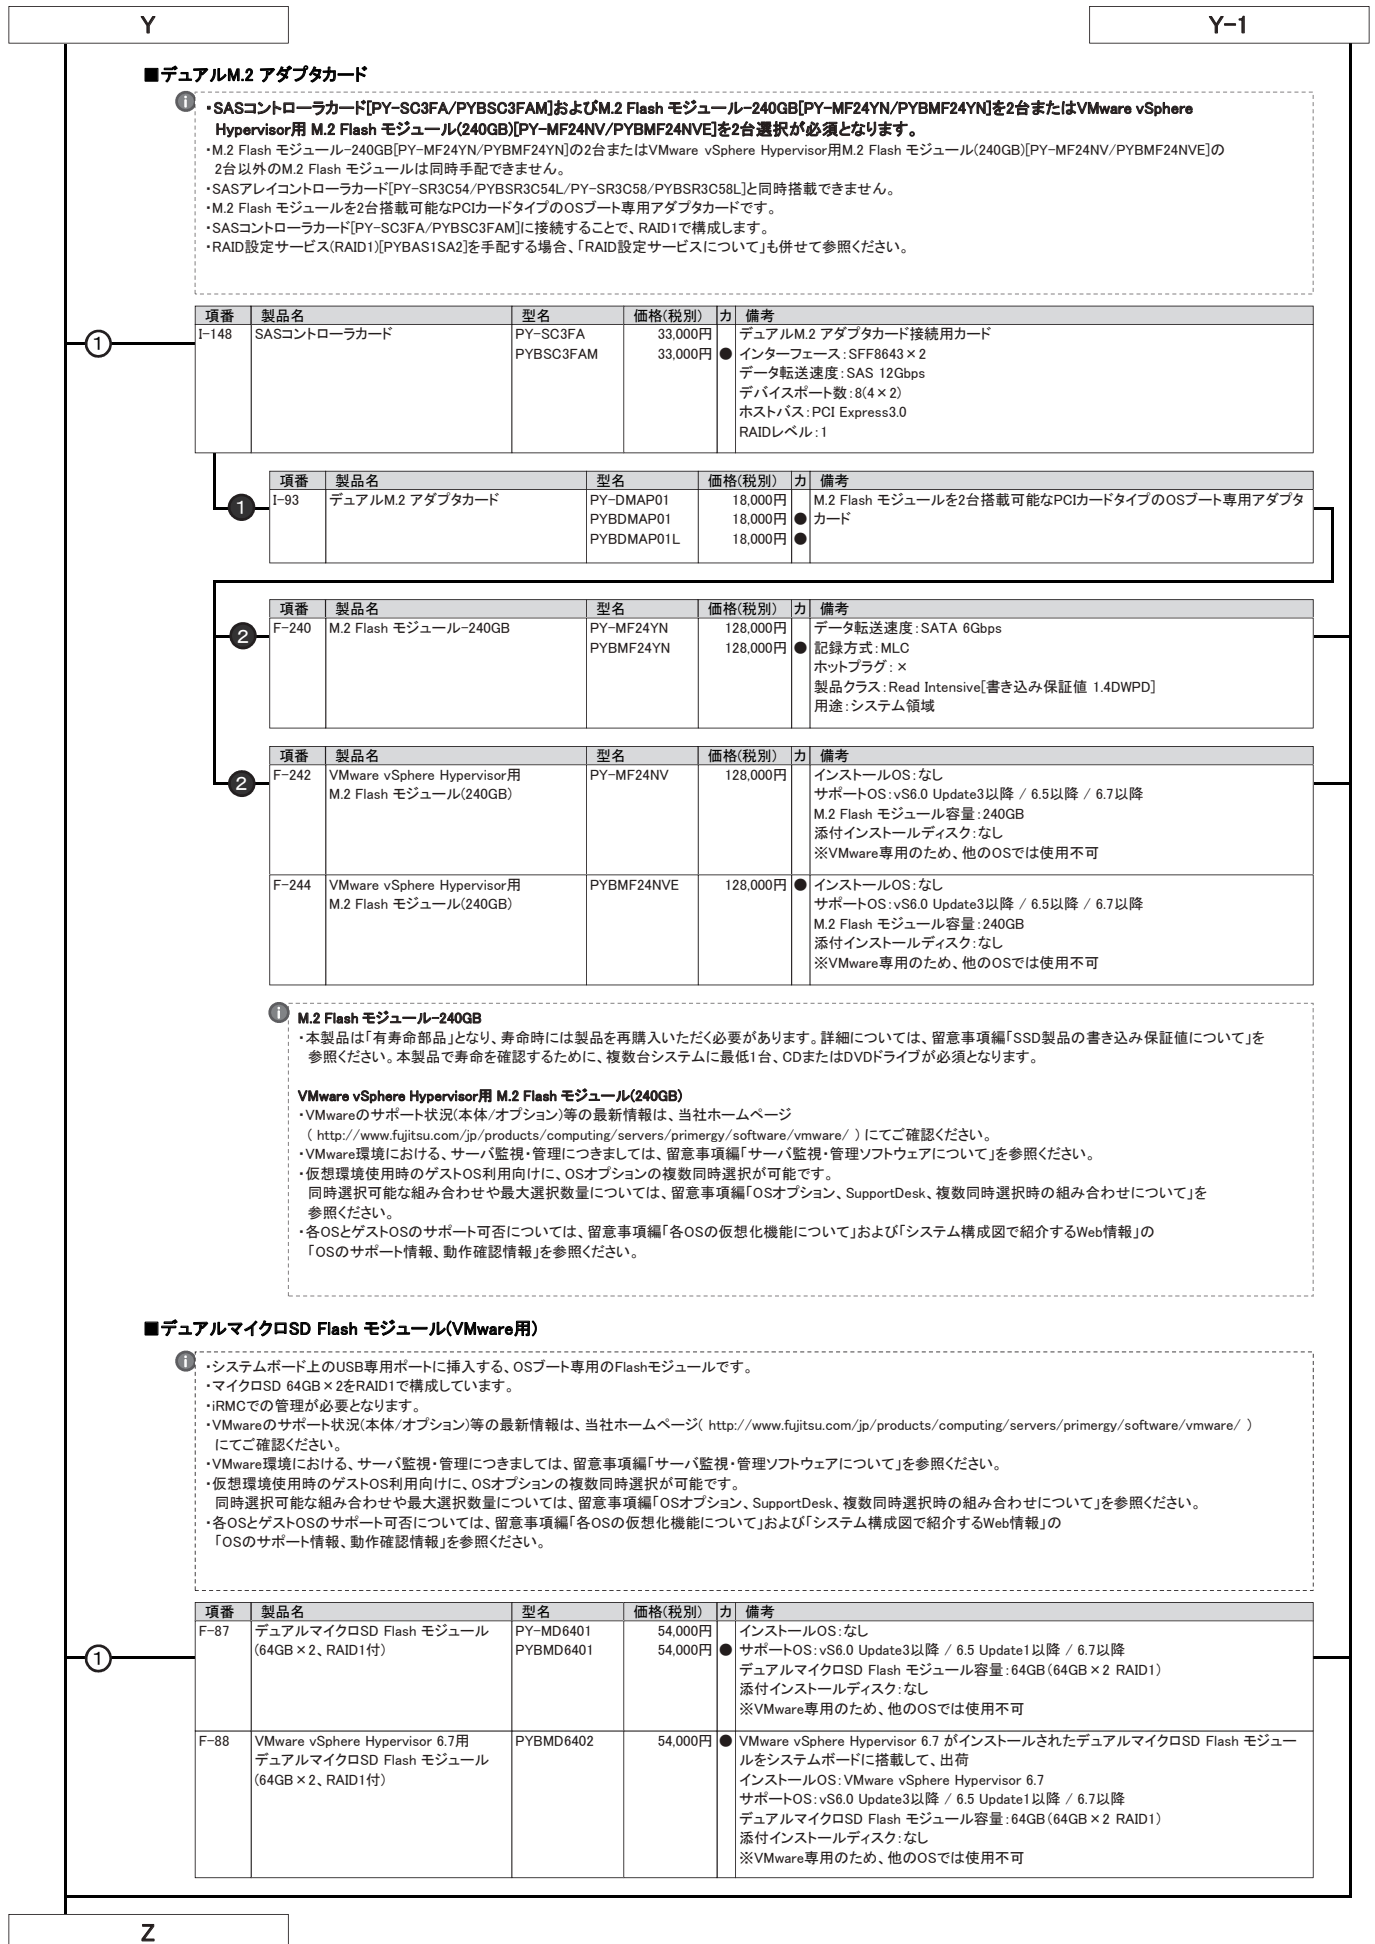 Y
Y-1
■デュアルM.2 アダプタカード
・SASコントローラカード[PY-SC3FA/PYBSC3FAM]およびM.2 Flash モジュール-240GB[PY-MF24YN/PYBMF24YN]を2台またはVMware vSphere
Hypervisor用 M.2 Flash モジュール(240GB)[PY-MF24NV/PYBMF24NVE]を2台選択が必須となります。
・M.2 Flash モジュール-240GB[PY-MF24YN/PYBMF24YN]の2台またはVMware vSphere Hypervisor用M.2 Flash モジュール(240GB)[PY-MF24NV/PYBMF24NVE]の
2台以外のM.2 Flash モジュールは同時手配できません。
・SASアレイコントローラカード[PY-SR3C54/PYBSR3C54L/PY-SR3C58/PYBSR3C58L]と同時搭載できません。
・M.2 Flash モジュールを2台搭載可能なPCIカードタイプのOSブート専用アダプタカードです。
・SASコントローラカード[PY-SC3FA/PYBSC3FAM]に接続することで、RAID1で構成します。
・RAID設定サービス(RAID1)[PYBAS1SA2]を手配する場合、「RAID設定サービスについて」も併せて参照ください。
項番 製品名 型名 価格(税別) カ 備考
① I-148 SASコントローラカード PY-SC3FA 33,000円 デュアルM.2 アダプタカード接続用カード
PYBSC3FAM 33,000円 ● インターフェース:SFF8643×2
データ転送速度:SAS 12Gbps
デバイスポート数:8(4×2)
ホストバス:PCI Express3.0
RAIDレベル:1
項番 製品名 型名 価格(税別) カ 備考
❶ I-93 デュアルM.2 アダプタカード PY-DMAP01 18,000円 M.2 Flash モジュールを2台搭載可能なPCIカードタイプのOSブート専用アダプタ
PYBDMAP01 18,000円 ● カード
PYBDMAP01L 18,000円 ●
項番 製品名 型名 価格(税別) カ 備考
❷ F-240 M.2 Flash モジュール-240GB PY-MF24YN 128,000円 データ転送速度:SATA 6Gbps
PYBMF24YN 128,000円 ● 記録方式:MLC
ホットプラグ:×
製品クラス:Read Intensive[書き込み保証値 1.4DWPD]
用途:システム領域
項番 製品名 型名 価格(税別) カ 備考
❷ F-242 VMware vSphere Hypervisor用 PY-MF24NV 128,000円 インストールOS:なし
M.2 Flash モジュール(240GB) サポートOS:vS6.0 Update3以降 / 6.5以降 / 6.7以降
M.2 Flash モジュール容量:240GB
添付インストールディスク:なし
※VMware専用のため、他のOSでは使用不可
F-244 VMware vSphere Hypervisor用 PYBMF24NVE 128,000円 ● インストールOS:なし
M.2 Flash モジュール(240GB) サポートOS:vS6.0 Update3以降 / 6.5以降 / 6.7以降
M.2 Flash モジュール容量:240GB
添付インストールディスク:なし
※VMware専用のため、他のOSでは使用不可
M.2 Flash モジュール-240GB
・本製品は「有寿命部品」となり、寿命時には製品を再購入いただく必要があります。詳細については、留意事項編「SSD製品の書き込み保証値について」を
参照ください。本製品で寿命を確認するために、複数台システムに最低1台、CDまたはDVDドライブが必須となります。
VMware vSphere Hypervisor用 M.2 Flash モジュール(240GB)
・VMwareのサポート状況(本体/オプション)等の最新情報は、当社ホームページ
( http://www.fujitsu.com/jp/products/computing/servers/primergy/software/vmware/ ) にてご確認ください。
・VMware環境における、サーバ監視・管理につきましては、留意事項編「サーバ監視・管理ソフトウェアについて」を参照ください。
・仮想環境使用時のゲストOS利用向けに、OSオプションの複数同時選択が可能です。
同時選択可能な組み合わせや最大選択数量については、留意事項編「OSオプション、SupportDesk、複数同時選択時の組み合わせについて」を
参照ください。
・各OSとゲストOSのサポート可否については、留意事項編「各OSの仮想化機能について」および「システム構成図で紹介するWeb情報」の
「OSのサポート情報、動作確認情報」を参照ください。
■デュアルマイクロSD Flash モジュール(VMware用)
・システムボード上のUSB専用ポートに挿入する、OSブート専用のFlashモジュールです。
・マイクロSD 64GB×2をRAID1で構成しています。
・iRMCでの管理が必要となります。
・VMwareのサポート状況(本体/オプション)等の最新情報は、当社ホームページ( http://www.fujitsu.com/jp/products/computing/servers/primergy/software/vmware/ )
にてご確認ください。
・VMware環境における、サーバ監視・管理につきましては、留意事項編「サーバ監視・管理ソフトウェアについて」を参照ください。
・仮想環境使用時のゲストOS利用向けに、OSオプションの複数同時選択が可能です。
同時選択可能な組み合わせや最大選択数量については、留意事項編「OSオプション、SupportDesk、複数同時選択時の組み合わせについて」を参照ください。
・各OSとゲストOSのサポート可否については、留意事項編「各OSの仮想化機能について」および「システム構成図で紹介するWeb情報」の
「OSのサポート情報、動作確認情報」を参照ください。
項番 製品名 型名 価格(税別) カ 備考
① F-87 デュアルマイクロSD Flash モジュール PY-MD6401 54,000円 インストールOS:なし
(64GB×2、RAID1付) PYBMD6401 54,000円 ● サポートOS:vS6.0 Update3以降 / 6.5 Update1以降 / 6.7以降
デュアルマイクロSD Flash モジュール容量:64GB(64GB×2 RAID1)
添付インストールディスク:なし
※VMware専用のため、他のOSでは使用不可
F-88 VMware vSphere Hypervisor 6.7用 PYBMD6402 54,000円 ● VMware vSphere Hypervisor 6.7 がインストールされたデュアルマイクロSD Flash モジュー
デュアルマイクロSD Flash モジュール ルをシステムボードに搭載して、出荷
(64GB×2、RAID1付) インストールOS:VMware vSphere Hypervisor 6.7
サポートOS:vS6.0 Update3以降 / 6.5 Update1以降 / 6.7以降
デュアルマイクロSD Flash モジュール容量:64GB(64GB×2 RAID1)
添付インストールディスク:なし
※VMware専用のため、他のOSでは使用不可
Z